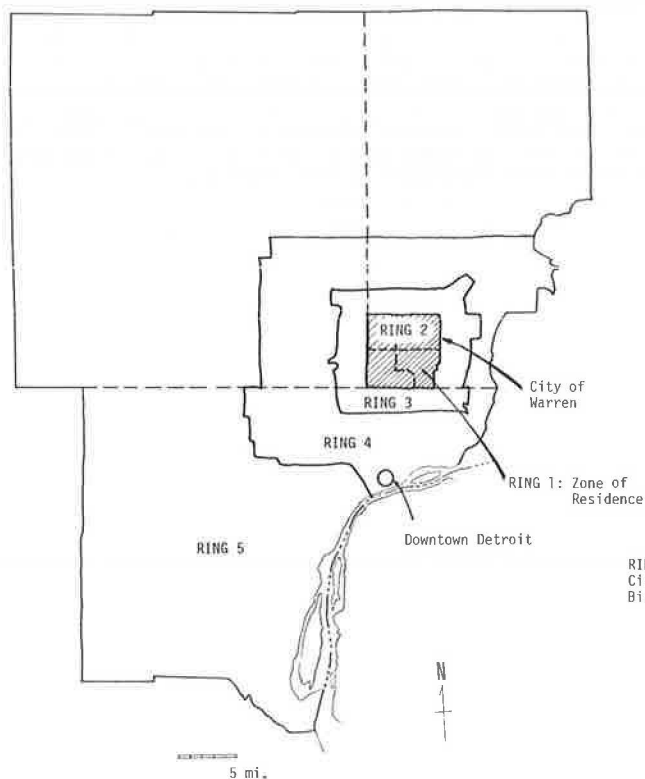 RING 2
City of
Warren
RING 3
RING 4
RING 1: Zone of
Residence
Downtown Detroit
RING 5
N
5 mi.